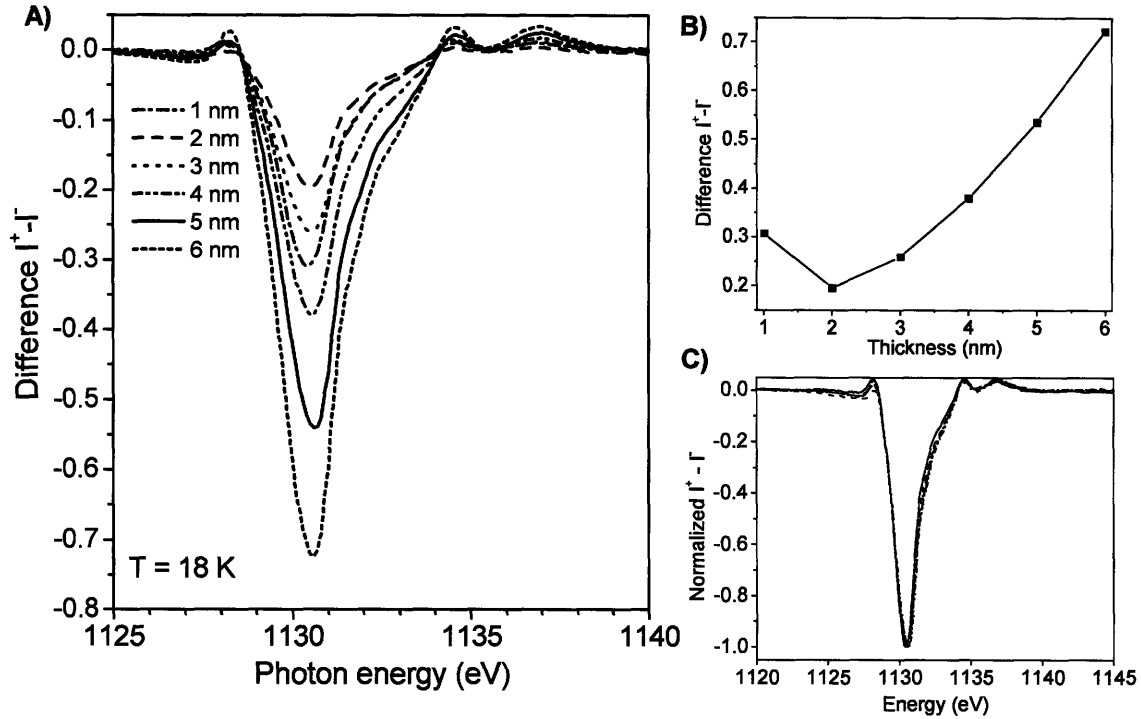 A)
0.0
-0.1
-0.2
-0.3
-0.4
-0.5
-0.6
-0.7
-0.8
Difference I⁺-I⁻
1 nm
2 nm
3 nm
4 nm
5 nm
6 nm
T = 18 K
1125 1130 1135 1140
Photon energy (eV)
B)
0.7
0.6
0.5
0.4
0.3
0.2
Difference I⁺-I⁻
1 2 3 4 5 6
Thickness (nm)
C)
0.0
-0.2
-0.4
-0.6
-0.8
-1.0
Normalized I⁺ - I⁻
1120 1125 1130 1135 1140 1145
Energy (eV)